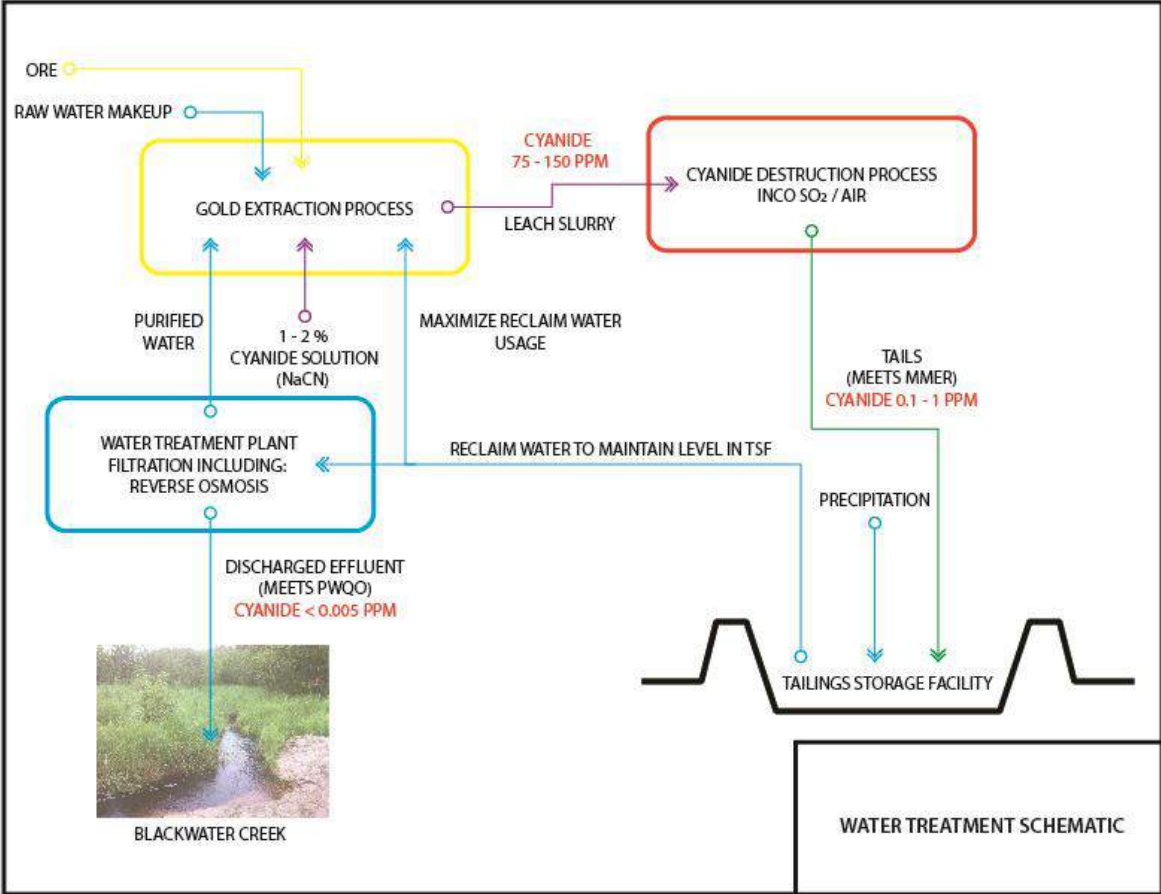 ORE
RAW WATER MAKEUP
CYANIDE
75 - 150 PPM
CYANIDE DESTRUCTION PROCESS
INCO SO₂ / AIR
GOLD EXTRACTION PROCESS
LEACH SLURRY
PURIFIED
WATER
1 - 2 %
CYANIDE SOLUTION
(NaCN)
MAXIMIZE RECLAIM WATER
USAGE
TAILS
(MEETS MMER)
CYANIDE 0.1 - 1 PPM
WATER TREATMENT PLANT
FILTRATION INCLUDING:
REVERSE OSMOSIS
RECLAIM WATER TO MAINTAIN LEVEL IN TSF
PRECIPITATION
DISCHARGED EFFLUENT
(MEETS PWQO)
CYANIDE < 0.005 PPM
TAILINGS STORAGE FACILITY
BLACKWATER CREEK
WATER TREATMENT SCHEMATIC